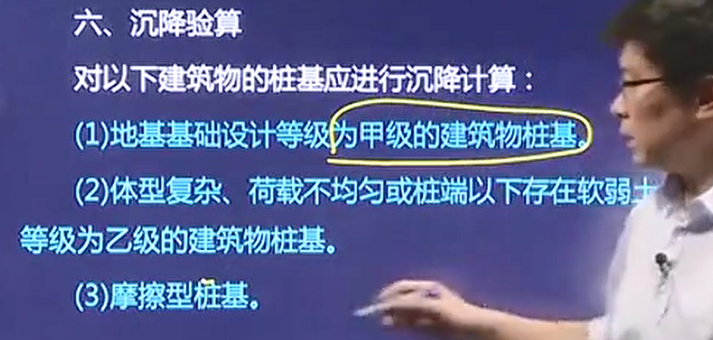 六、沉降验算
对以下建筑物的桩基应进行沉降计算：
(1)地基基础设计等级为甲级的建筑物桩基。
(2)体型复杂、荷载不均匀或桩端以下存在软弱土
等级为乙级的建筑物桩基。
(3)摩擦型桩基。